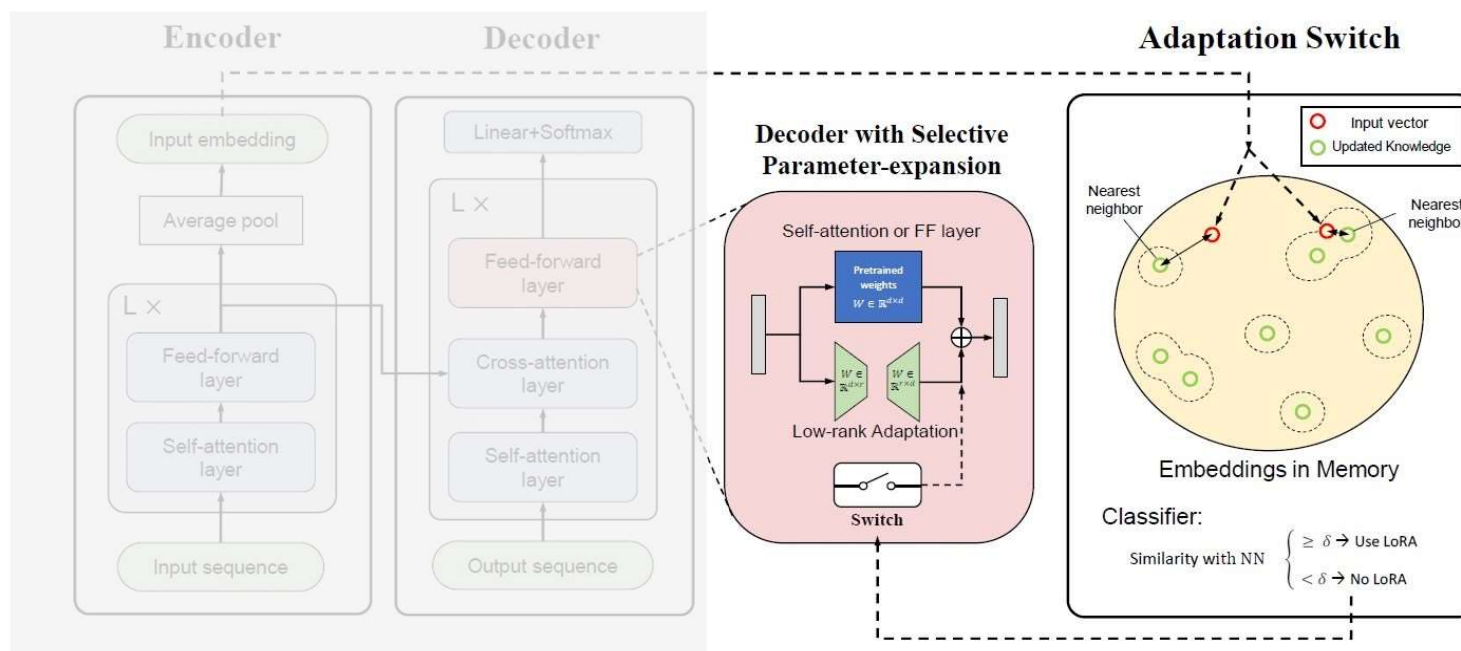 Encoder
Input embedding
Average pool
L ×
Feed-forward
layer
Self-attention
layer
Input sequence
Decoder
Linear+Softmax
L ×
Feed-forward
layer
Cross-attention
layer
Self-attention
layer
Output sequence
Decoder with Selective
Parameter-expansion
Self-attention or FF layer
Pretrained
weights
W ∈ ℝ^{d×d}
W ∈
ℝ^{d×r}
W ∈
ℝ^{r×d}
Low-rank Adaptation
Switch
Adaptation Switch
Input vector
Updated Knowledge
Nearest
neighbor
Nearest
neighbor
Embeddings in Memory
Classifier:
Similarity with NN
≥ δ → Use LoRA
< δ → No LoRA